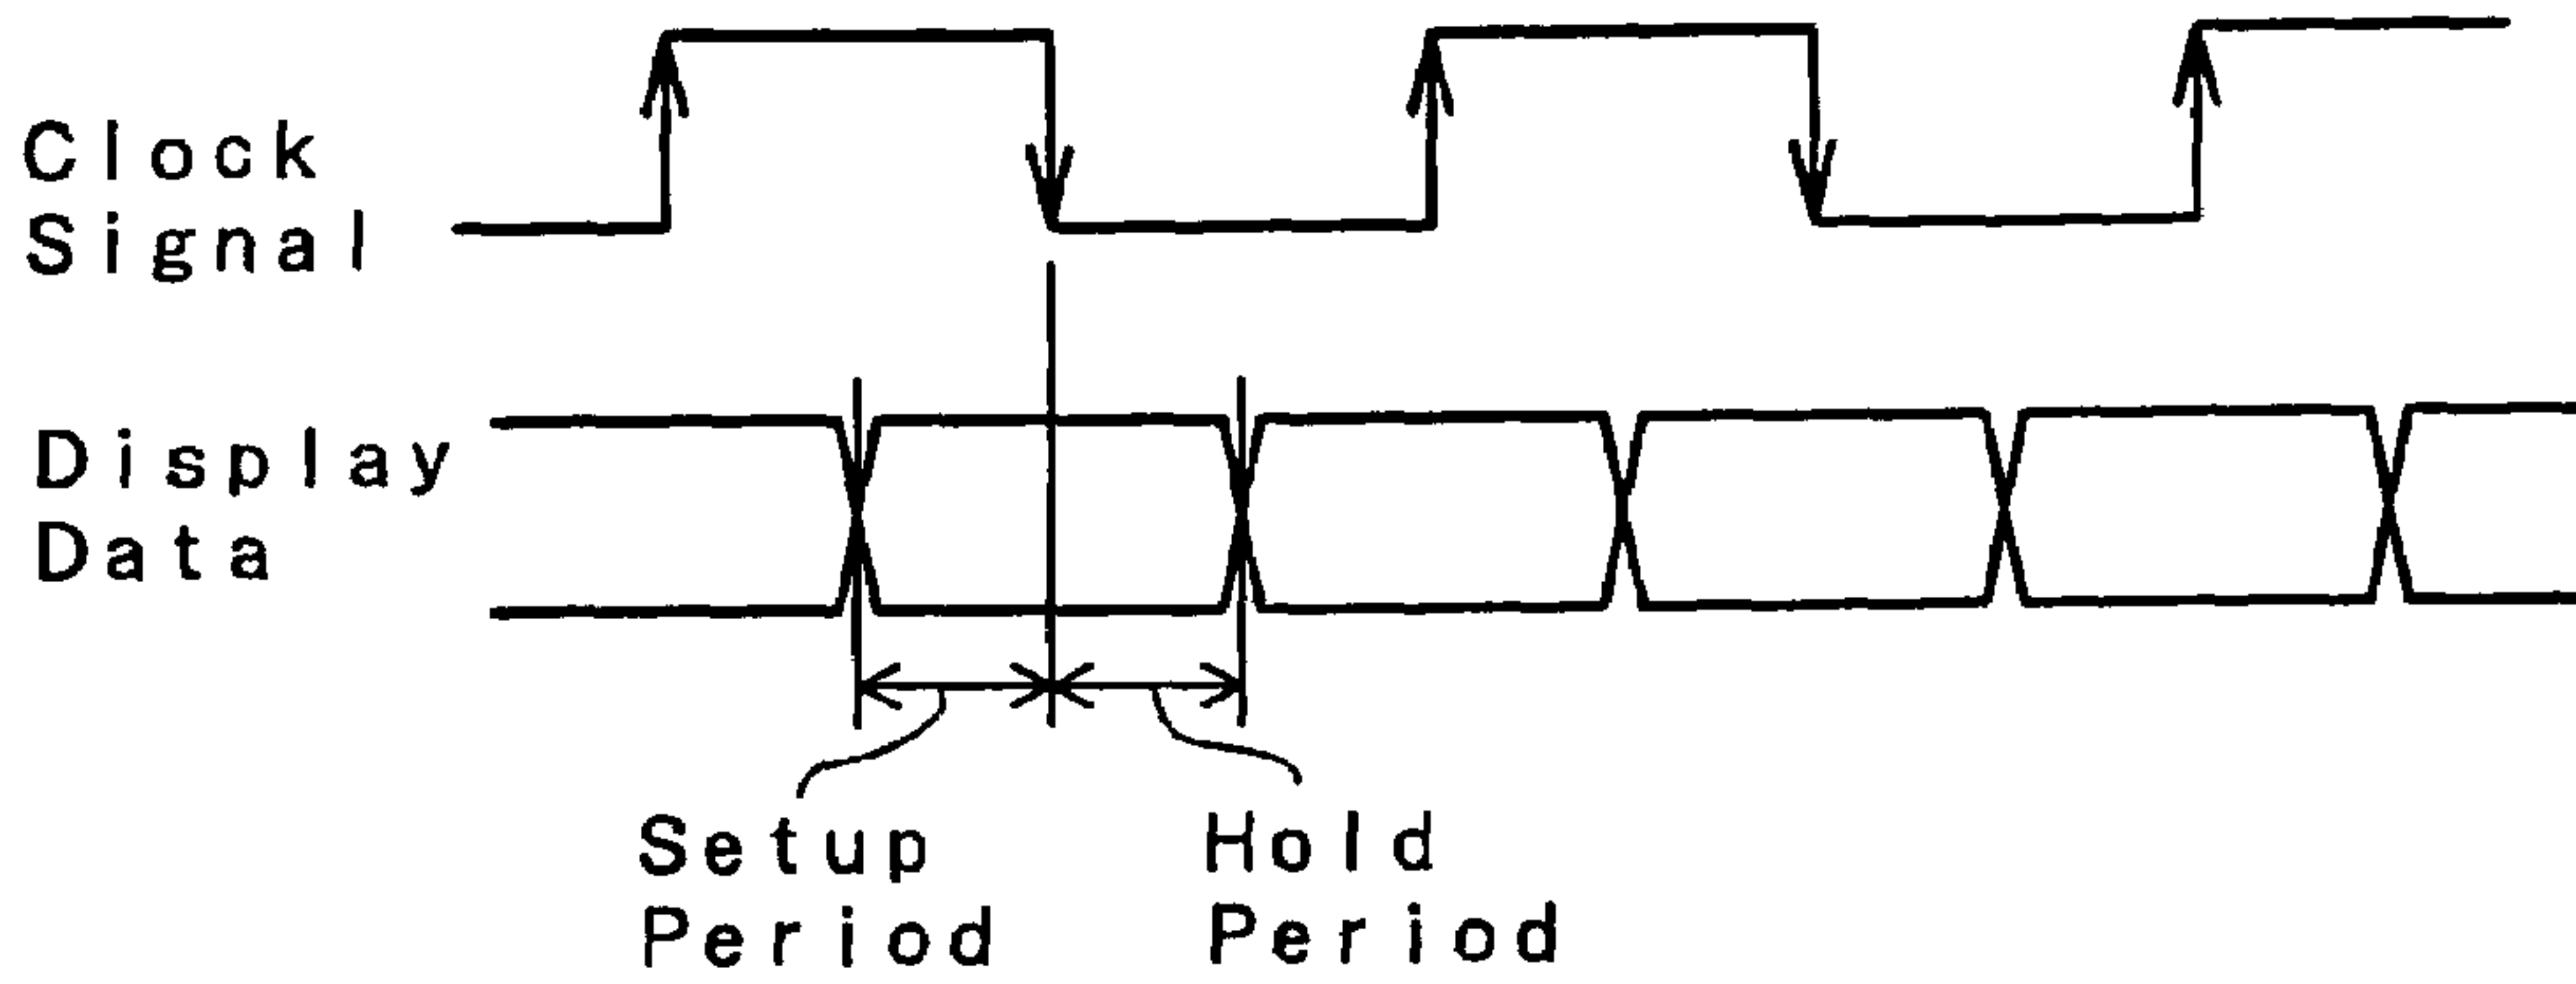 Clock
Signal
Display
Data
Setup
Period
Hold
Period